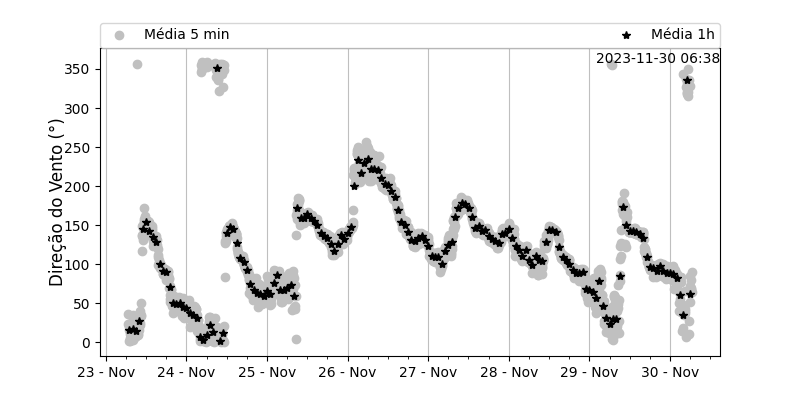 Média 5 min
Média 1h
2023-11-30 06:38
Direção do Vento (°)
350
300
250
200
150
100
50
0
23 - Nov
24 - Nov
25 - Nov
26 - Nov
27 - Nov
28 - Nov
29 - Nov
30 - Nov